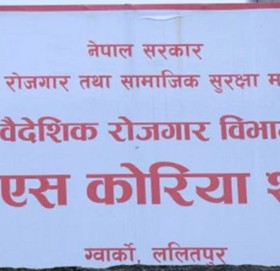 नेपाल सरकार
रोजगार तथा सामाजिक सुरक्षा
वैदेशिक रोजगार
एस कोरिया
ग्वार्को, ललितपुर